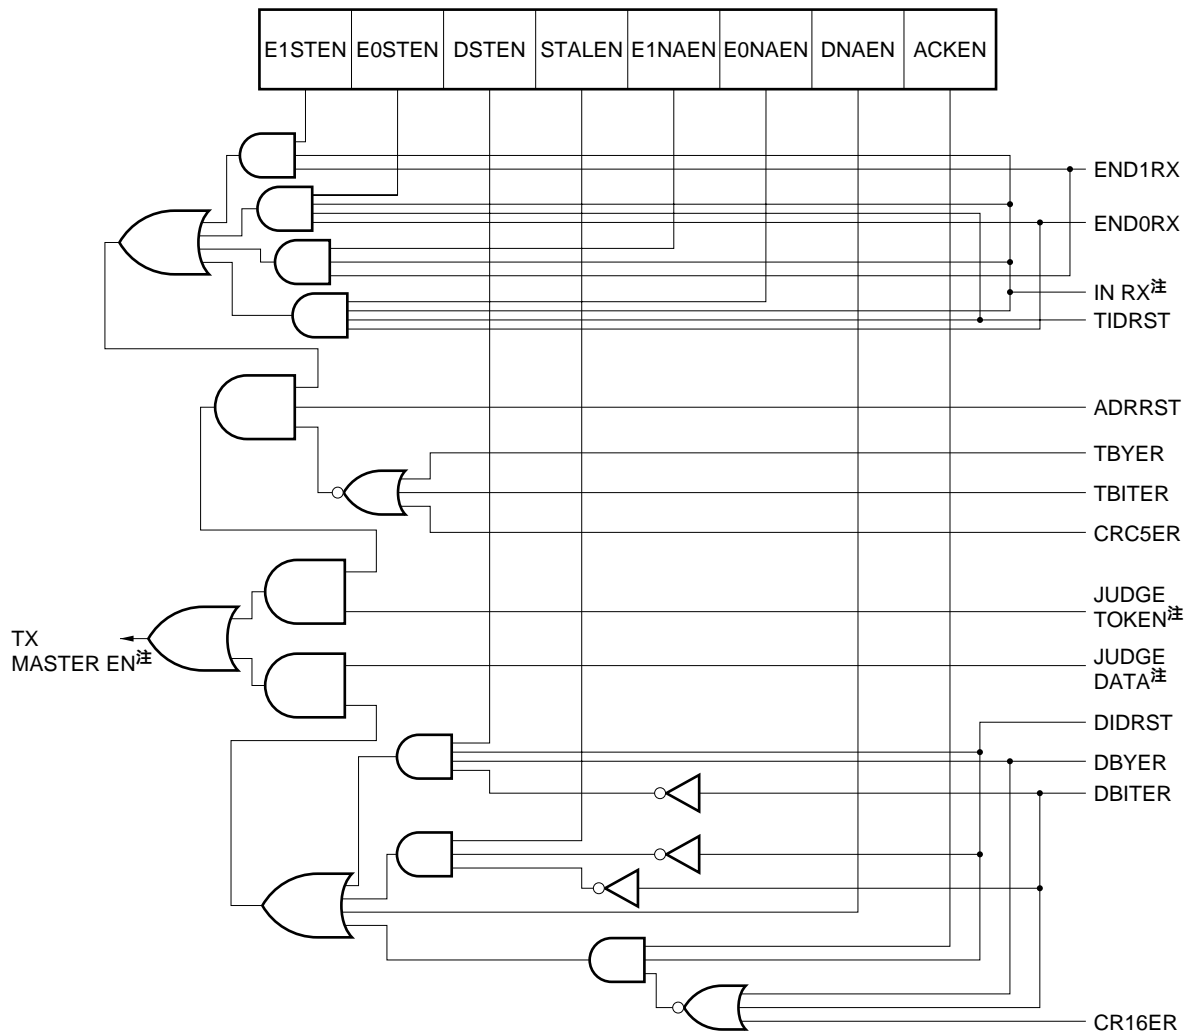 E1STEN E0STEN DSTEN STALEN E1NAEN E0NAEN DNAEN ACKEN
END1RX
END0RX
IN RX注
TIDRST
ADRRST
TBYER
TBITER
CRC5ER
JUDGE
TOKEN注
TX
MASTER EN注
JUDGE
DATA注
DIDRST
DBYER
DBITER
CR16ER